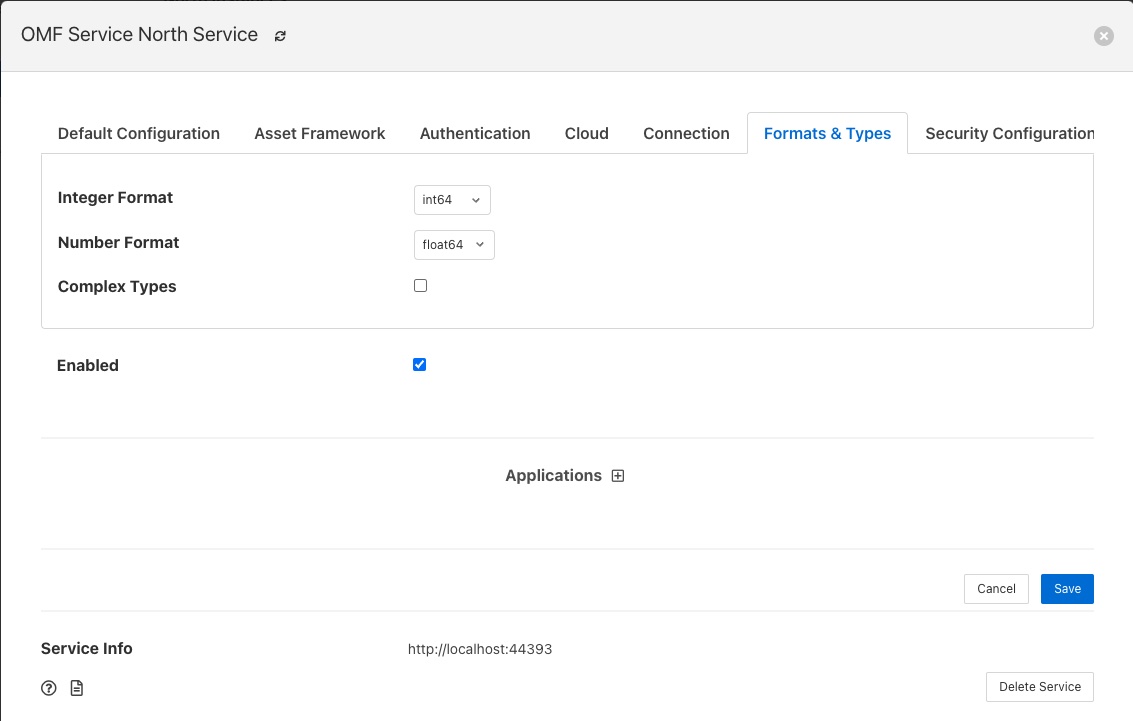 OMF Service North Service
Default Configuration Asset Framework Authentication Cloud Connection Formats & Types Security Configuration
Integer Format int64
Number Format float64
Complex Types
Enabled
Applications
Cancel Save
Service Info http://localhost:44393
Delete Service